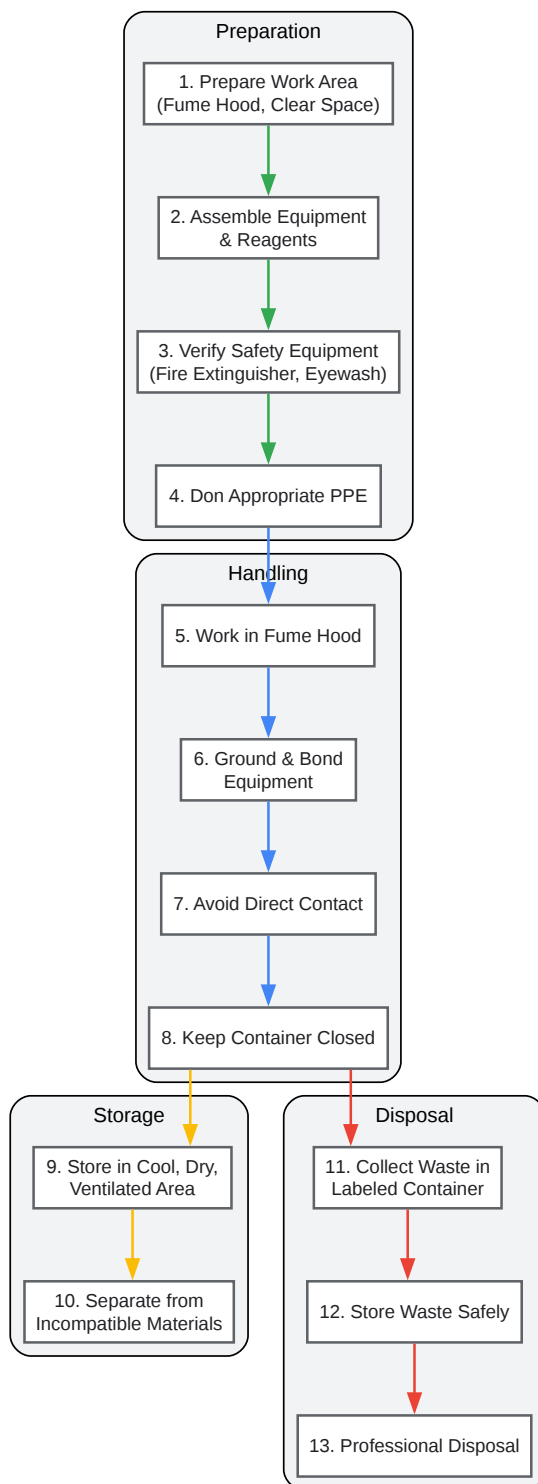 Preparation
1. Prepare Work Area
(Fume Hood, Clear Space)
2. Assemble Equipment
& Reagents
3. Verify Safety Equipment
(Fire Extinguisher, Eyewash)
4. Don Appropriate PPE
Handling
5. Work in Fume Hood
6. Ground & Bond
Equipment
7. Avoid Direct Contact
8. Keep Container Closed
Storage
9. Store in Cool, Dry,
Ventilated Area
10. Separate from
Incompatible Materials
Disposal
11. Collect Waste in
Labeled Container
12. Store Waste Safely
13. Professional Disposal